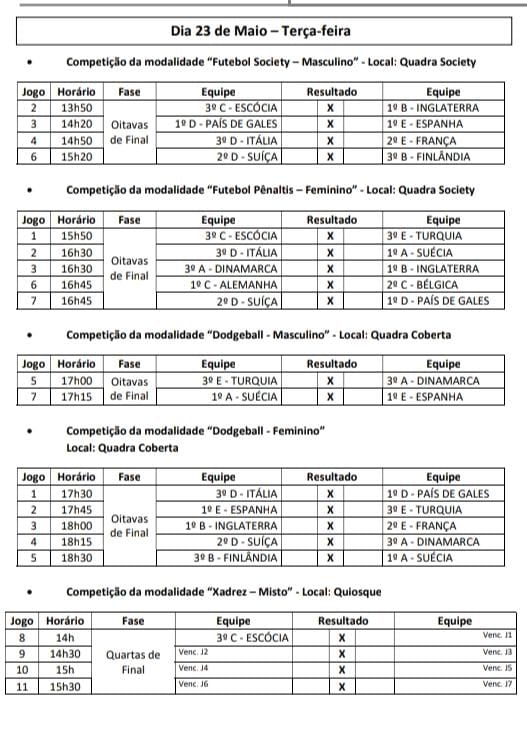 Dia 23 de Maio – Terça-feira
• Competição da modalidade “Futebol Society – Masculino” - Local: Quadra Society
Jogo Horário Fase Equipe Resultado Equipe
2 13h50 3º C - ESCÓCIA X 1º B - INGLATERRA
3 14h20 Oitavas 1º D - PAÍS DE GALES X 1º E - ESPANHA
4 14h50 de Final 3º D - ITÁLIA X 2º E - FRANÇA
6 15h20 2º D - SUÍÇA X 3º B - FINLÂNDIA
• Competição da modalidade “Futebol Pênaltis – Feminino” - Local: Quadra Society
Jogo Horário Fase Equipe Resultado Equipe
1 15h50 3º C - ESCÓCIA X 3º E - TURQUIA
2 16h30 Oitavas 3º D - ITÁLIA X 1º A - SUÉCIA
3 16h30 de Final 3º A - DINAMARCA X 1º B - INGLATERRA
6 16h45 1º C - ALEMANHA X 2º C - BÉLGICA
7 16h45 2º D - SUÍÇA X 1º D - PAÍS DE GALES
• Competição da modalidade “Dodgeball - Masculino” - Local: Quadra Coberta
Jogo Horário Fase Equipe Resultado Equipe
5 17h00 Oitavas 3º E - TURQUIA X 3º A - DINAMARCA
7 17h15 de Final 1º A - SUÉCIA X 1º E - ESPANHA
• Competição da modalidade “Dodgeball - Feminino”
Local: Quadra Coberta
Jogo Horário Fase Equipe Resultado Equipe
1 17h30 3º D - ITÁLIA X 1º D - PAÍS DE GALES
2 17h45 Oitavas 1º E - ESPANHA X 3º E - TURQUIA
3 18h00 de Final 1º B - INGLATERRA X 2º E - FRANÇA
4 18h15 2º D - SUÍÇA X 3º A - DINAMARCA
5 18h30 3º B - FINLÂNDIA X 1º A - SUÉCIA
• Competição da modalidade “Xadrez – Misto” - Local: Quiosque
Jogo Horário Fase Equipe Resultado Equipe
8 14h 3º C - ESCÓCIA X Venc. J1
9 14h30 Quartas de Venc. J2 X Venc. J3
10 15h Final Venc. J4 X Venc. J5
11 15h30 Venc. J6 X Venc. J7